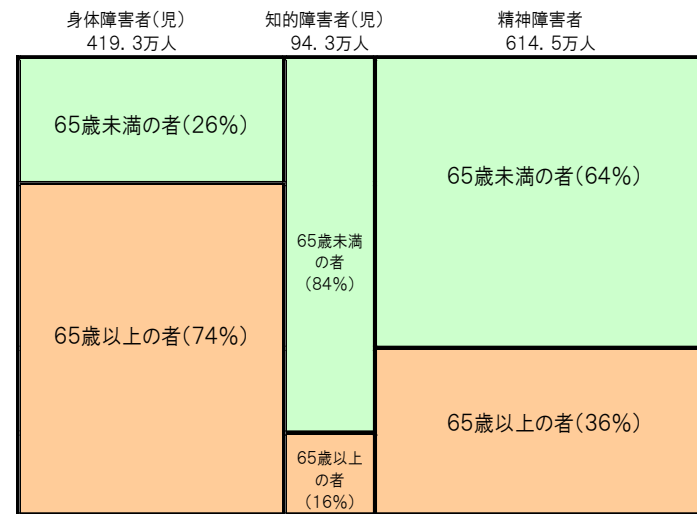 身体障害者(児)
419.3万人
知的障害者(児)
94.3万人
精神障害者
614.5万人
65歳未満の者(26%)
65歳以上の者(74%)
65歳未満
の者
(84%)
65歳以上
の者
(16%)
65歳未満の者(64%)
65歳以上の者(36%)